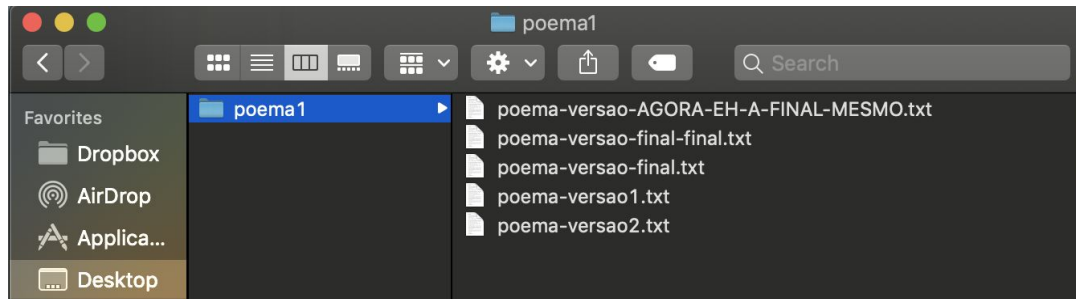 poema1
Search
Favorites
Dropbox
AirDrop
Applica...
Desktop
poema1
poema-versao-AGORA-EH-A-FINAL-MESMO.txt
poema-versao-final-final.txt
poema-versao-final.txt
poema-versao1.txt
poema-versao2.txt